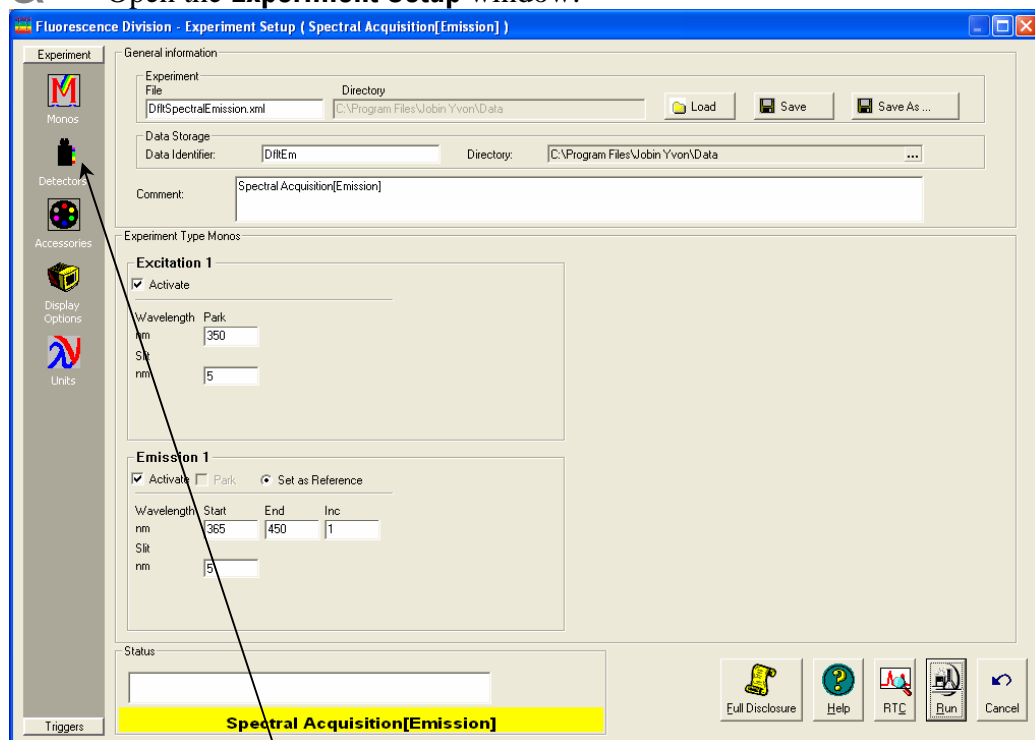 Open the Experiment Setup window.
Fluorescence Division - Experiment Setup ( Spectral Acquisition[Emission] )
Experiment
Monos
Detectors
Accessories
Display
Options
Units
Triggers
General information
Experiment
File
Directory
DfltSpectralEmission.xml
C:\Program Files\Jobin Yvon\Data
Load
Save
Save As ...
Data Storage
Data Identifier:
DfltEm
Directory:
C:\Program Files\Jobin Yvon\Data
...
Comment:
Spectral Acquisition[Emission]
Experiment Type Monos
Excitation 1
Activate
Wavelength Park
nm 350
Slit
nm 5
Emission 1
Activate Park Set as Reference
Wavelength Start End Inc
nm 365 450 1
Slit
nm 5
Status
Spectral Acquisition[Emission]
Full Disclosure
Help
RTC
Run
Cancel